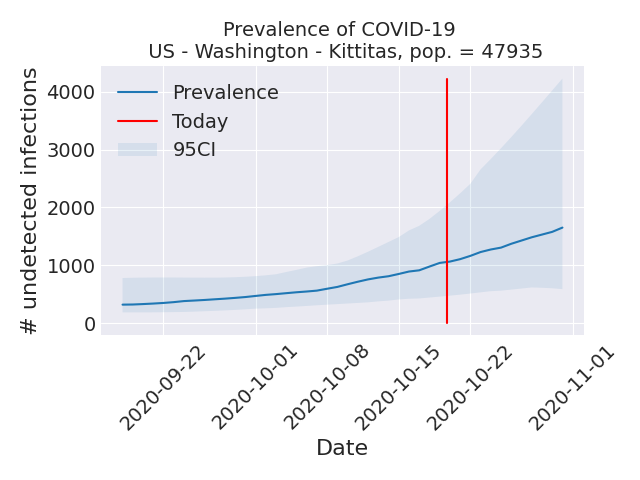 Prevalence of COVID-19
US - Washington - Kittitas, pop. = 47935
# undetected infections
4000
3000
2000
1000
0
Prevalence
Today
95CI
2020-09-22
2020-10-01
2020-10-08
2020-10-15
2020-10-22
2020-11-01
Date